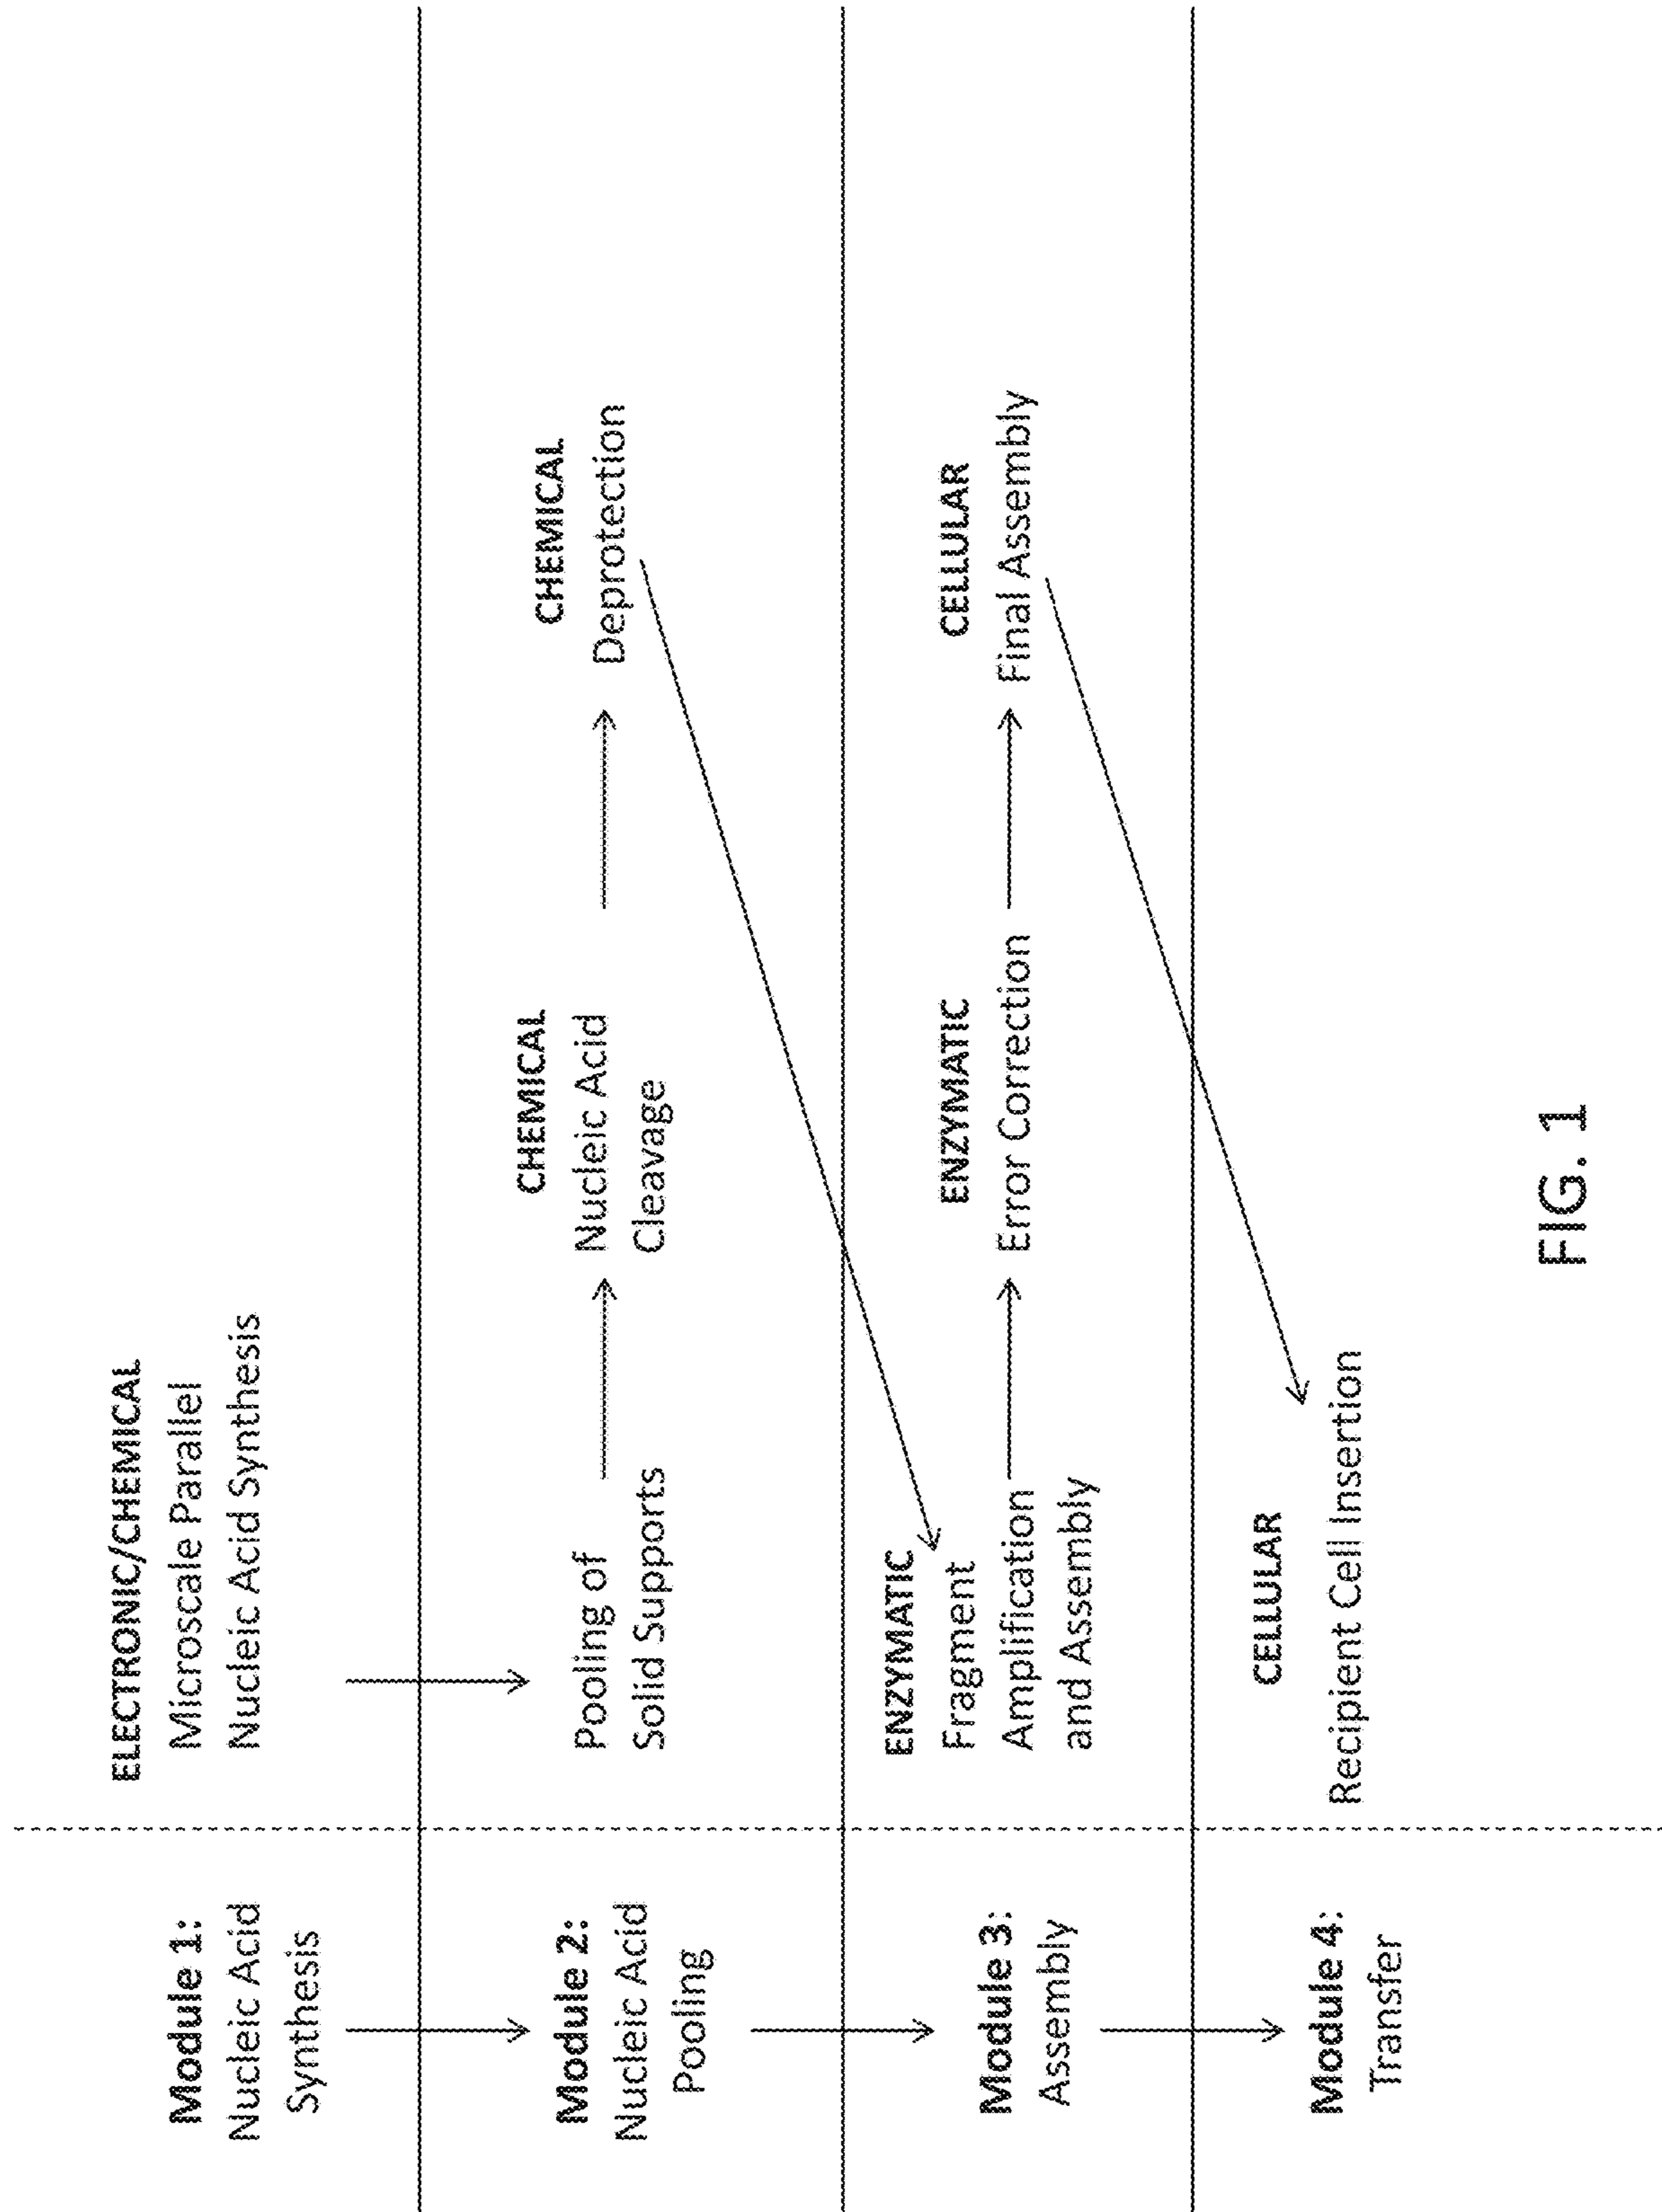 Module 1:
Nucleic Acid
Synthesis
ELECTRONIC/CHEMICAL
Microscale Parallel
Nucleic Acid Synthesis
Module 2:
Nucleic Acid
Pooling
Pooling of
Solid Supports
CHEMICAL
Nucleic Acid
Cleavage
CHEMICAL
Deprotection
Module 3:
Assembly
ENZYMATIC
Fragment
Amplification
and Assembly
ENZYMATIC
Error Correction
CELLULAR
Final Assembly
Module 4:
Transfer
CELLULAR
Recipient Cell Insertion
FIG. 1